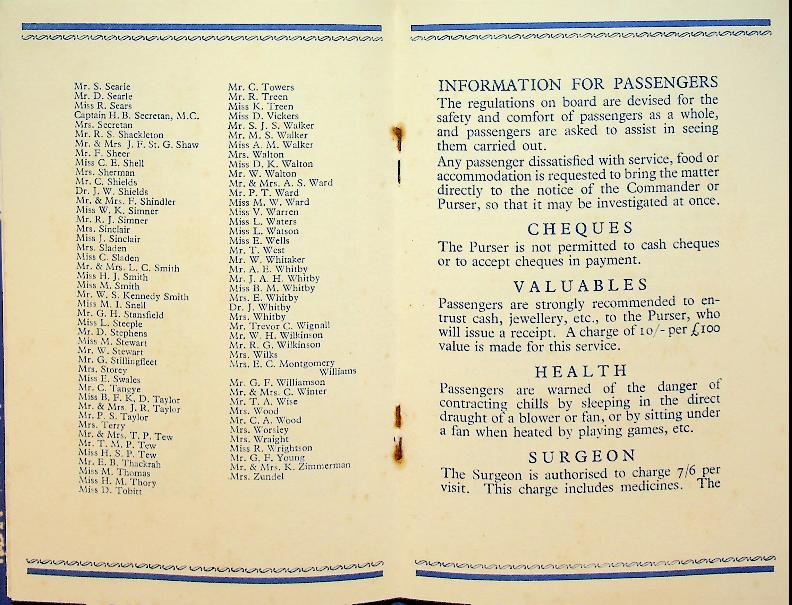 Mr. S. Searle
Mr. D. Searle
Miss R. Sears
Captain H. B. Secretan, M.C.
Mrs. Secretan
Mr. R. S. Shackleton
Mr. & Mrs. J. F. St. G. Shaw
Mr. F. Sheer
Miss C. E. Shell
Mrs. Sherman
Mr. C. Shields
Dr. J. W. Shields
Mr. & Mrs. F. Shindler
Miss W. K. Simner
Mr. R. J. Simner
Mrs. Sinclair
Miss J. Sinclair
Mrs. Sladen
Miss C. Sladen
Mr. & Mrs. L. C. Smith
Miss H. J. Smith
Miss M. Smith
Mr. W. S. Kennedy Smith
Miss M. I. Snell
Mr. G. H. Stansfield
Miss L. Steeple
Mr. D. Stephens
Miss M. Stewart
Mr. W. Stewart
Mr. G. Stillingfleet
Mrs. Storey
Miss E. Swales
Mr. C. Tangye
Miss B. F. K. D. Taylor
Mr. & Mrs. J. R. Taylor
Mr. P. S. Taylor
Mrs. Terry
Mr. & Mrs. T. P. Tew
Mr. T. M. P. Tew
Miss H. S. P. Tew
Mr. E. B. Thackrah
Miss M. Thomas
Miss H. M. Thory
Miss D. Tobitt
Mr. C. Towers
Mr. R. Treen
Miss K. Treen
Miss D. Vickers
Mr. S. J. S. Walker
Mr. M. S. Walker
Miss A. M. Walker
Mrs. Walton
Miss D. K. Walton
Mr. W. Walton
Mr. & Mrs. A. S. Ward
Mr. P. T. Ward
Miss M. W. Ward
Miss V. Warren
Miss L. Waters
Miss L. Watson
Miss E. Wells
Mr. T. West
Mr. W. Whitaker
Mr. A. E. Whitby
Mr. J. A. H. Whitby
Miss B. M. Whitby
Mrs. E. Whitby
Dr. J. Whitby
Mrs. Whitby
Mr. Trevor C. Wignall
Mr. W. H. Wilkinson
Mr. R. G. Wilkinson
Mrs. Wilks
Mrs. E. C. Montgomery
Williams
Mr. G. F. Williamson
Mr. & Mrs. C. Winter
Mr. T. A. Wise
Mrs. Wood
Mr. C. A. Wood
Mrs. Worsley
Mrs. Wraight
Miss R. Wrightson
Mr. G. F. Young
Mr. & Mrs. K. Zimmerman
Mrs. Zundel
INFORMATION FOR PASSENGERS
The regulations on board are devised for the
safety and comfort of passengers as a whole,
and passengers are asked to assist in seeing
them carried out.
Any passenger dissatisfied with service, food or
accommodation is requested to bring the matter
directly to the notice of the Commander or
Purser, so that it may be investigated at once.
CHEQUES
The Purser is not permitted to cash cheques
or to accept cheques in payment.
VALUABLES
Passengers are strongly recommended to en-
trust cash, jewellery, etc., to the Purser, who
will issue a receipt. A charge of 10/- per £100
value is made for this service.
HEALTH
Passengers are warned of the danger of
contracting chills by sleeping in the direct
draught of a blower or fan, or by sitting under
a fan when heated by playing games, etc.
SURGEON
The Surgeon is authorised to charge 7/6 per
visit. This charge includes medicines. The